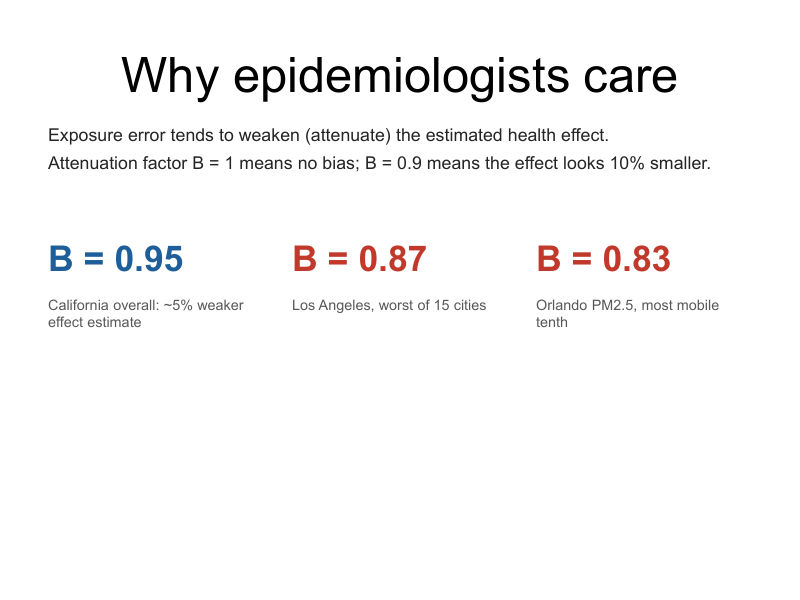 Why epidemiologists care
Exposure error tends to weaken (attenuate) the estimated health effect.
Attenuation factor B = 1 means no bias; B = 0.9 means the effect looks 10% smaller.
B = 0.95
California overall: ~5% weaker
effect estimate
B = 0.87
Los Angeles, worst of 15 cities
B = 0.83
Orlando PM2.5, most mobile
tenth